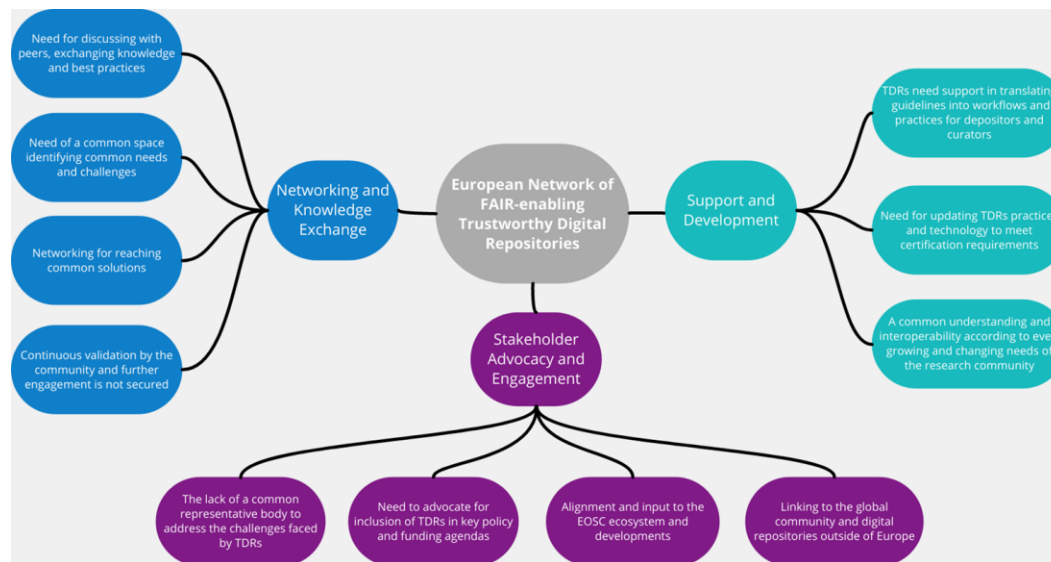 Need for discussing with
peers, exchanging knowledge
and best practices
Need of a common space
identifying common needs
and challenges
Networking for reaching
common solutions
Continuous validation by the
community and further
engagement is not secured
Networking and
Knowledge
Exchange
European Network of
FAIR-enabling
Trustworthy Digital
Repositories
Support and
Development
TDRs need support in translatin
guidelines into workflows and
practices for depositors and
curators
Need for updating TDRs practice
and technology to meet
certification requirements
A common understanding and
interoperability according to eve
growing and changing needs of
the research community
Stakeholder
Advocacy and
Engagement
The lack of a common
representative body to
address the challenges faced
by TDRs
Need to advocate for
inclusion of TDRs in key policy
and funding agendas
Alignment and input to the
EOSC ecosystem and
developments
Linking to the global
community and digital
repositories outside of Europe